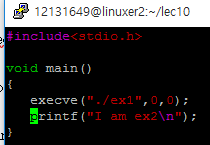 12131649@linuxer2:~/lec10
#include<stdio.h>
void main()
{
execve("./ex1",0,0);
printf("I am ex2\n");
}